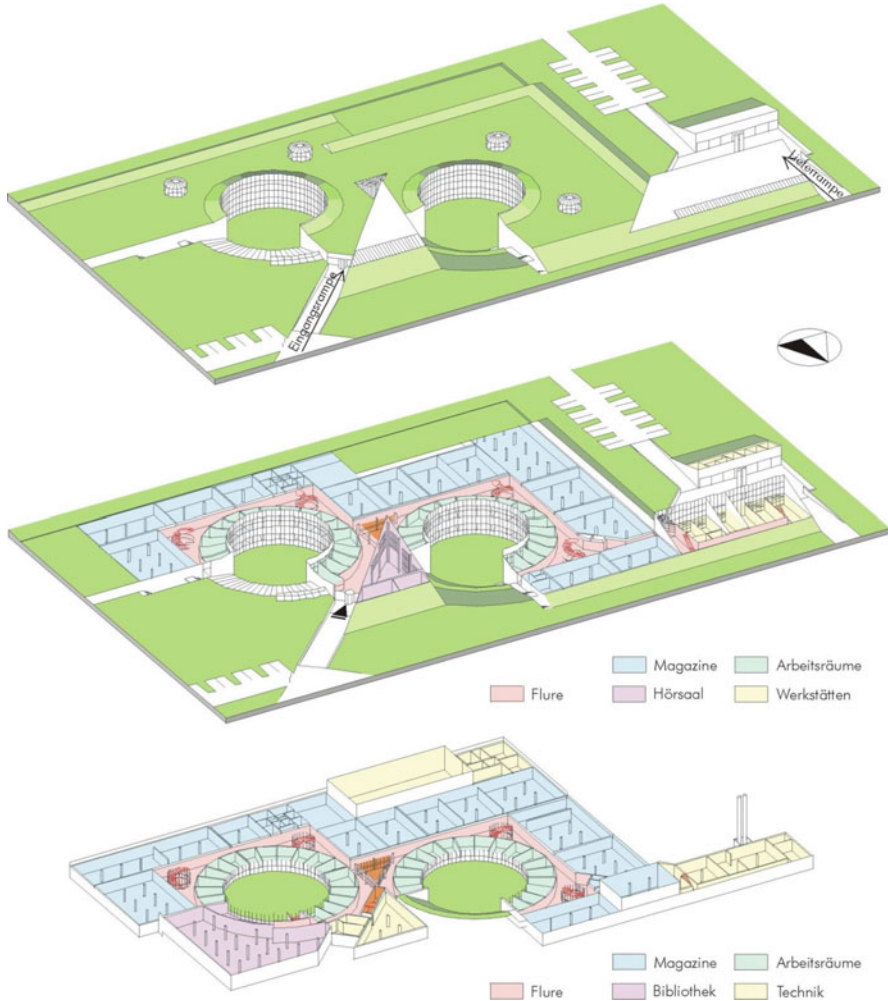 Lieferrampe
Eingangsrampe
Magazine Arbeitsräume
Flure Hörsaal Werkstätten
Magazine Arbeitsräume
Flure Bibliothek Technik